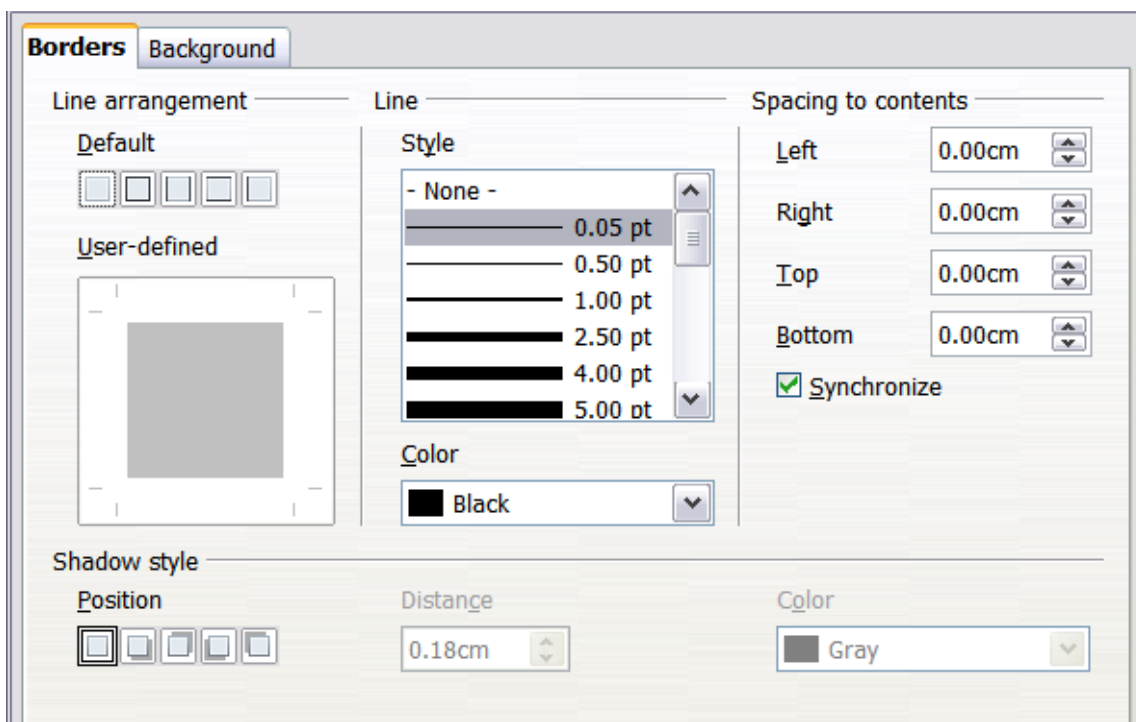 Borders Background
Line arrangement
Default
User-defined
Line
Style
- None -
0.05 pt
0.50 pt
1.00 pt
2.50 pt
4.00 pt
5.00 pt
Color
Black
Spacing to contents
Left 0.00cm
Right 0.00cm
Top 0.00cm
Bottom 0.00cm
Synchronize
Shadow style
Position
Distance
0.18cm
Color
Gray